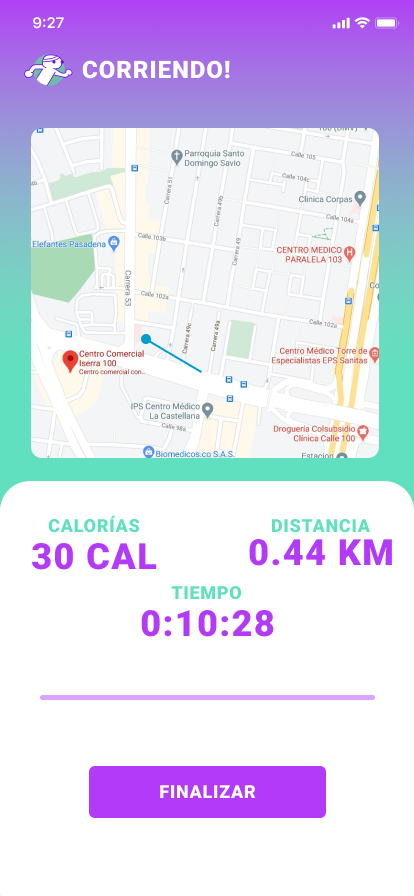 9:27
CORRIENDO!
Parroquia Santo
Domingo Savio
Calle 105
Carrera 51
Calle 104c
Clínica Corpas
Carrera 49b
Calle 104a
Calle 103b
Carrera 49
Elefantes Pasadena
CENTRO MEDICO
PARALELA 103
Carrera 53
Calle 102a
Calle 102a
Co
Carrera 49c
Carrera 49b
Centro Comercial
Iserra 100
Centro comercial con...
Centro Médico Torre de
Especialistas EPS Sanitas
IPS Centro Médico
La Castellana
Calle 98a
Droguería Colsubsidio
Clínica Calle 100
Biomedicos.co S.A.S.
Estacion
CALORÍAS
DISTANCIA
30 CAL
0.44 KM
TIEMPO
0:10:28
FINALIZAR